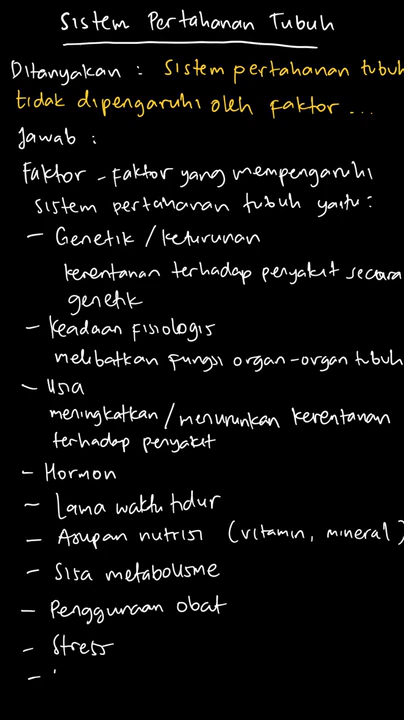 Sistem Pertahanan Tubuh
Ditanyakan : Sistem pertahanan tubuh
tidak dipengaruhi oleh faktor ...
Jawab :
Faktor - faktor yang mempengaruhi
sistem pertahanan tubuh yaitu :
- Genetik / keturunan
kerentanan terhadap penyakit secara
genetik
- Keadaan fisiologis
melibatkan fungsi organ-organ tubuh
- Usia
meningkatkan / menurunkan kerentanan
terhadap penyakit
- Hormon
- Lama waktu tidur
- Asupan nutrisi (vitamin, mineral)
- Sisa metabolisme
- Penggunaan obat
- Stress
-